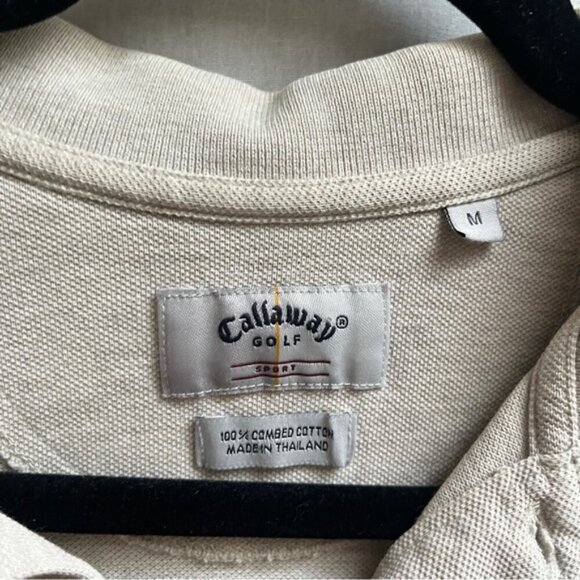 M
Callaway®
GOLF
SPORT
100% COMBED COTTON
MADE IN THAILAND